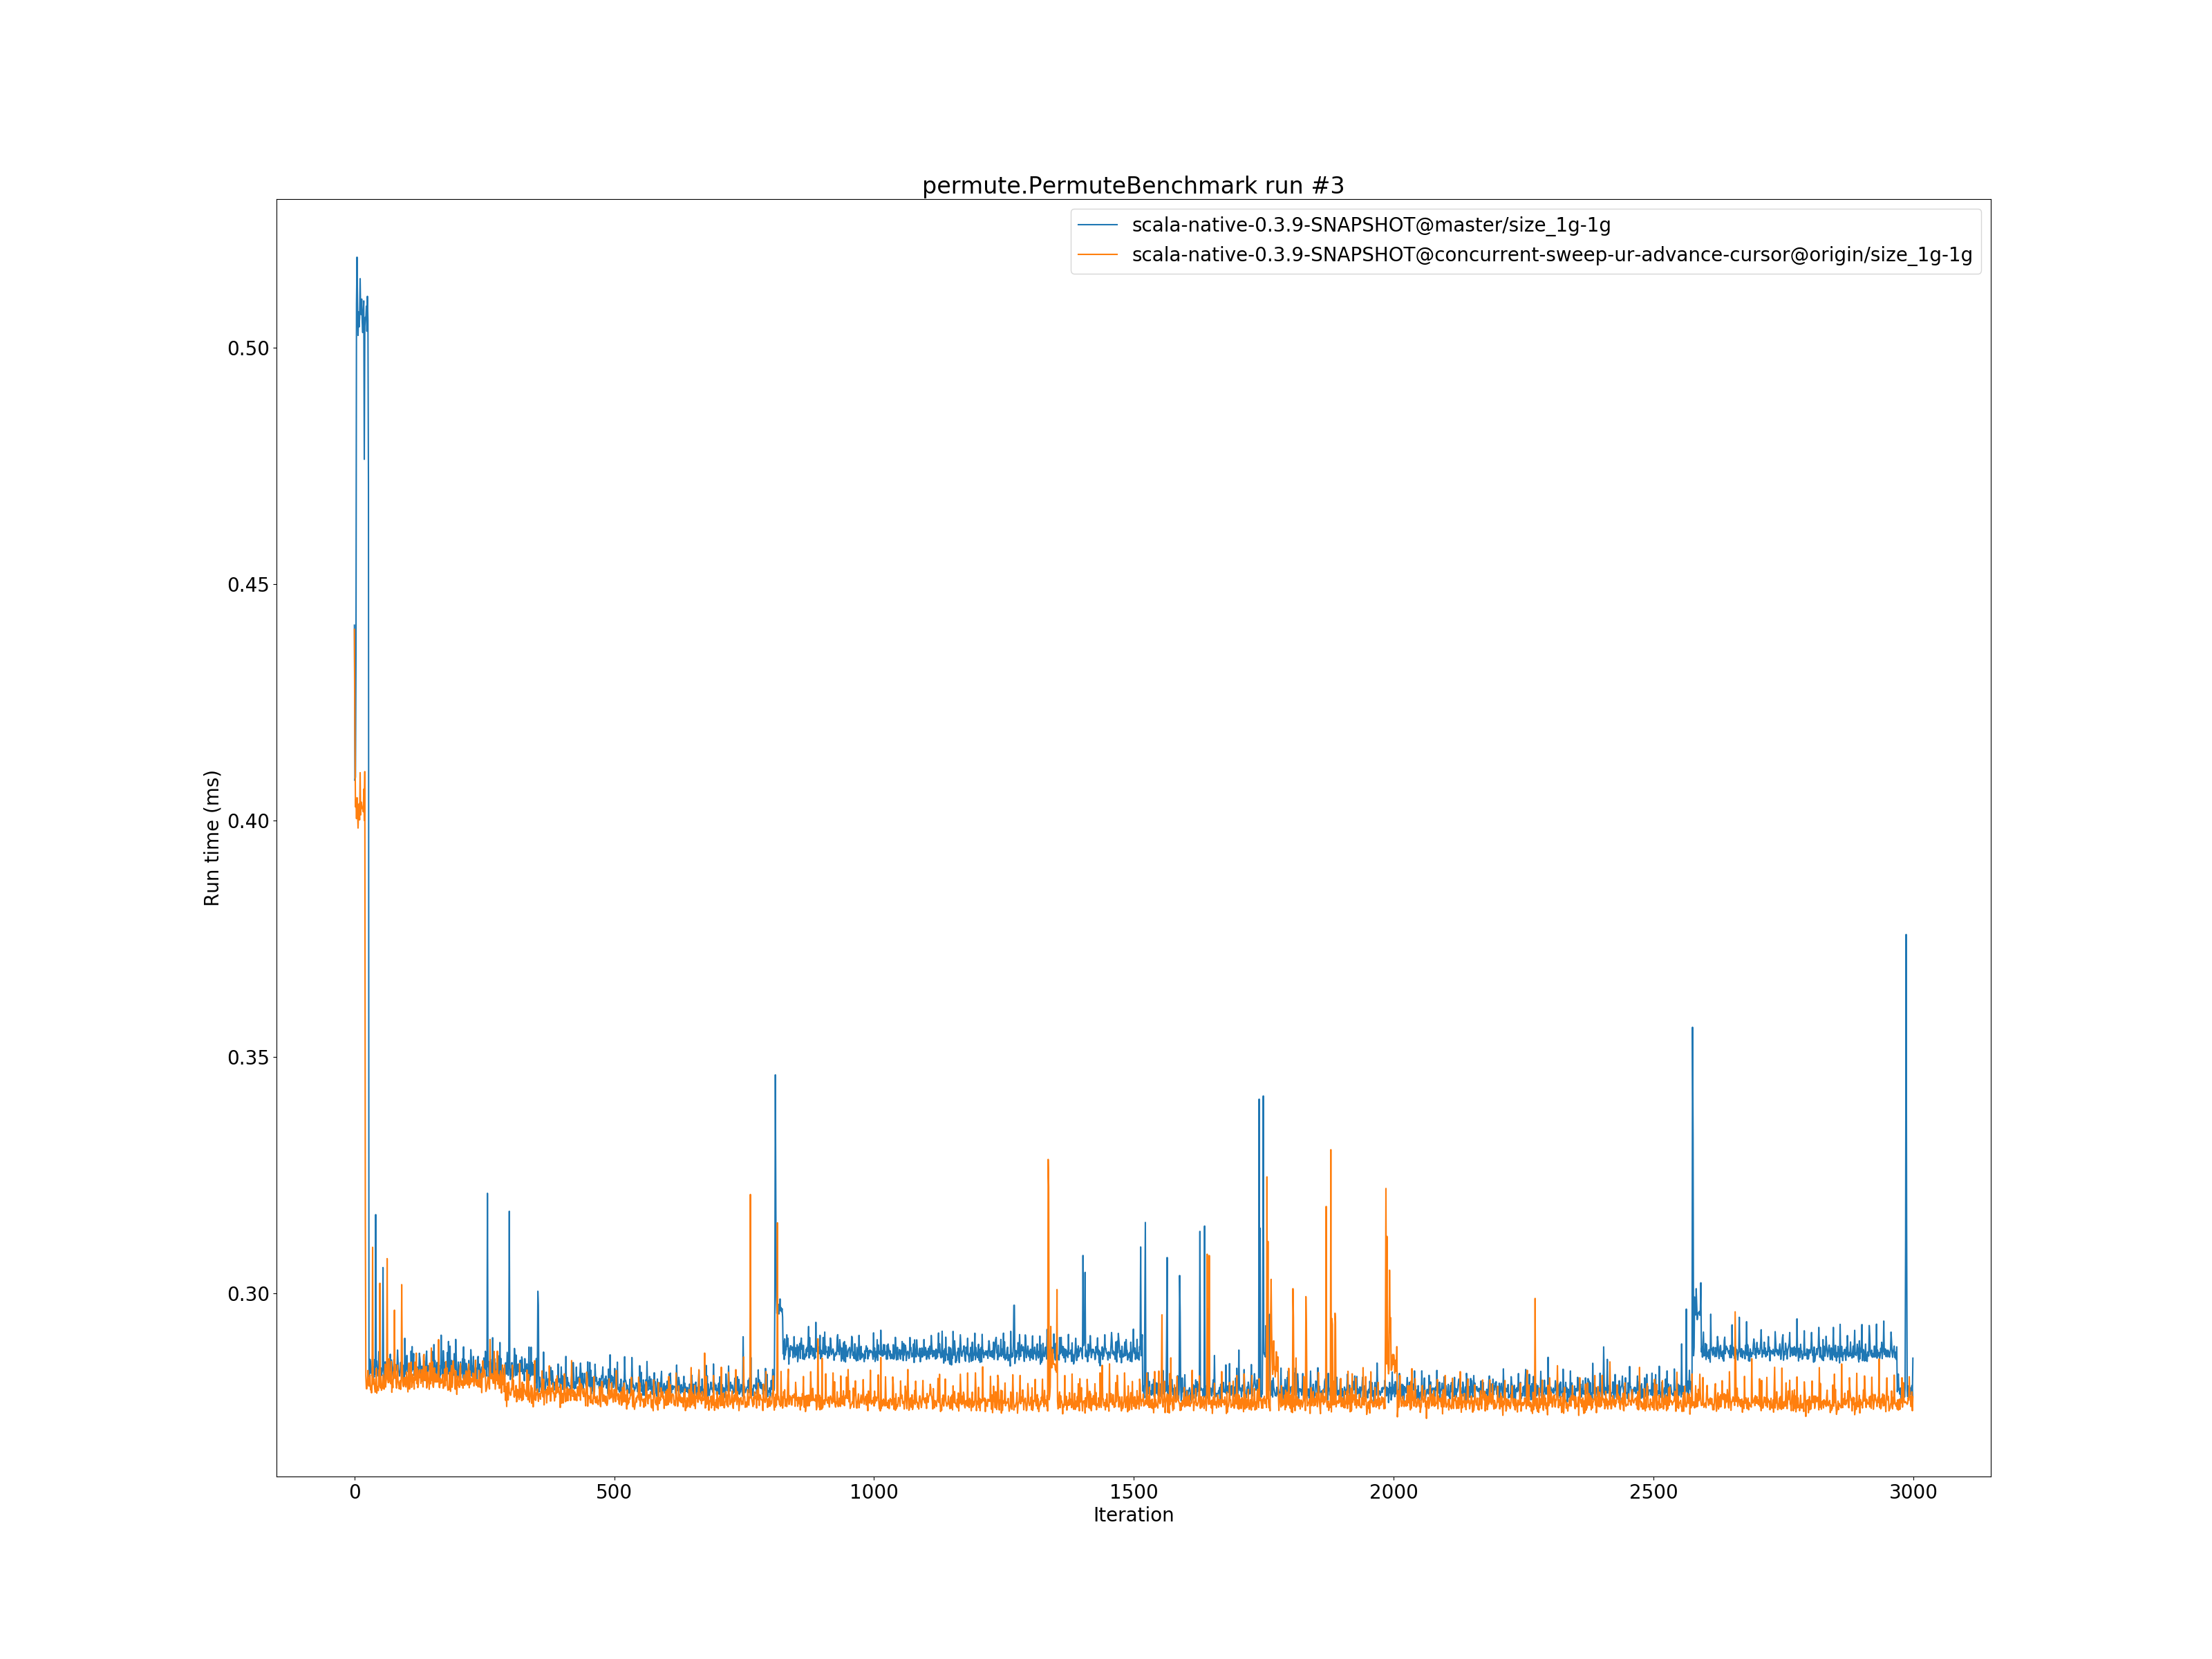 permute.PermuteBenchmark run #3
scala-native-0.3.9-SNAPSHOT@master/size_1g-1g
scala-native-0.3.9-SNAPSHOT@concurrent-sweep-ur-advance-cursor@origin/size_1g-1g
0.50
0.45
0.40
0.35
0.30
Run time (ms)
0 500 1000 1500 2000 2500 3000
Iteration